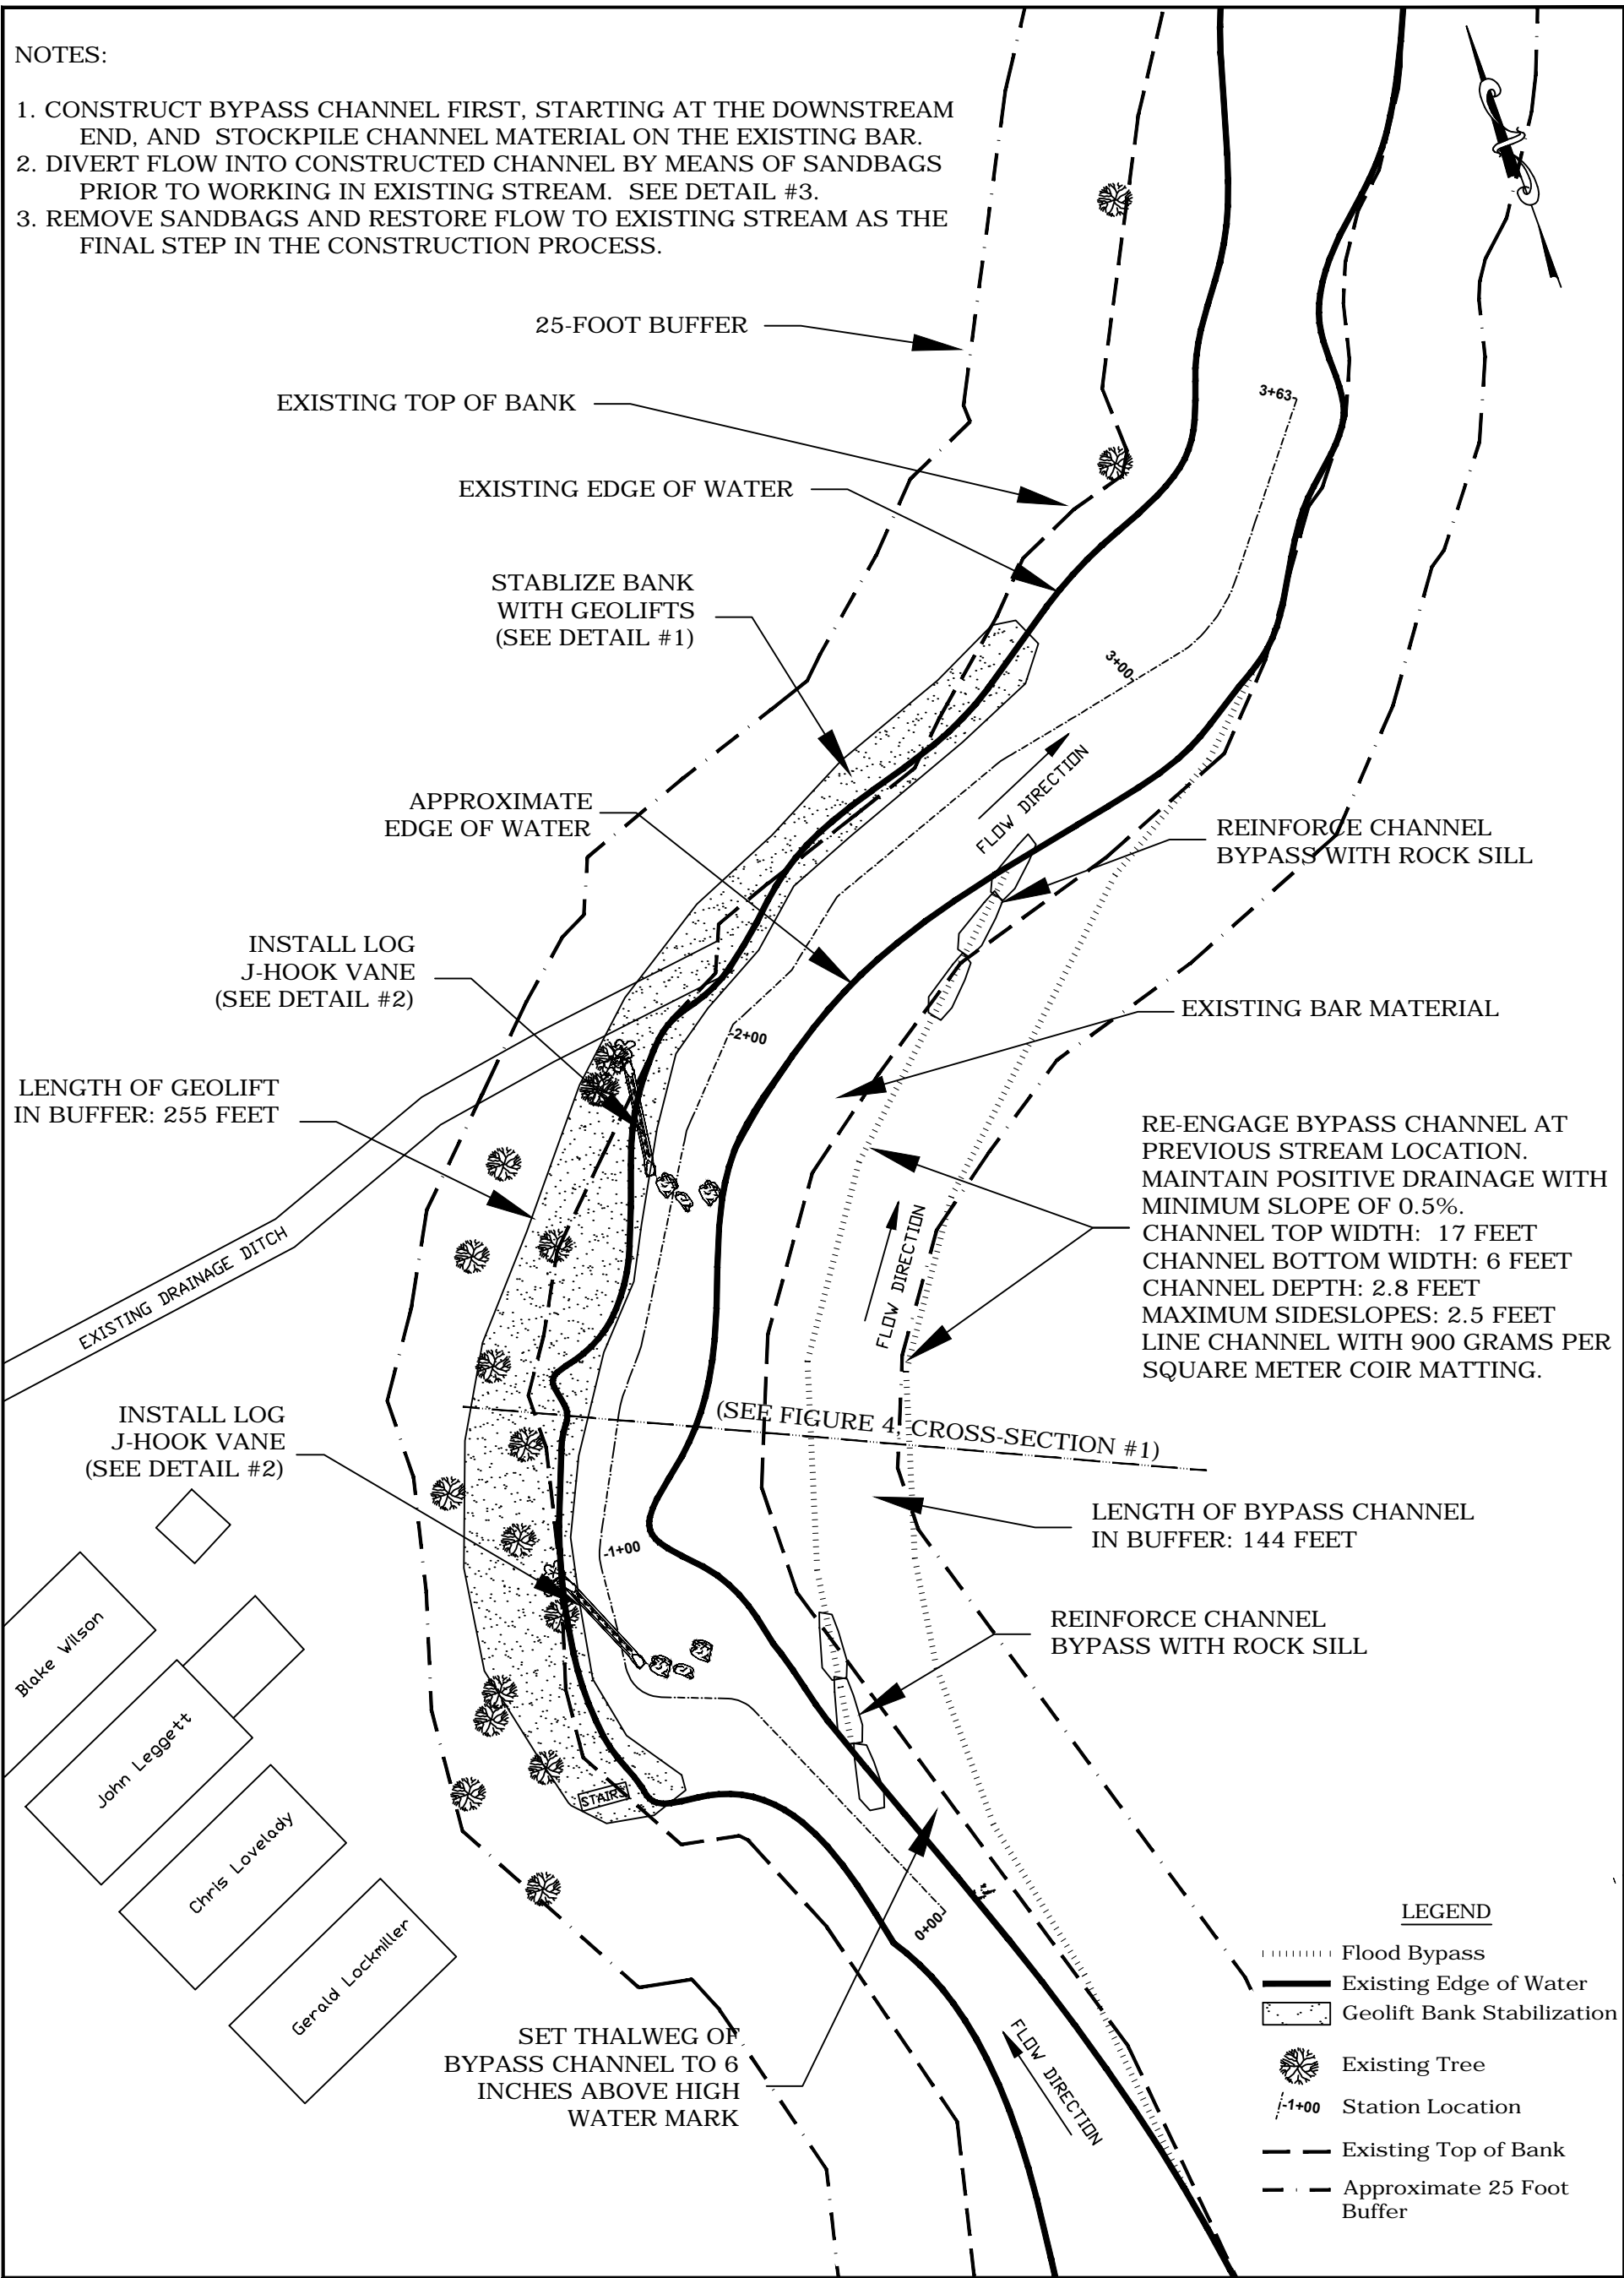 NOTES:
1. CONSTRUCT BYPASS CHANNEL FIRST, STARTING AT THE DOWNSTREAM
END, AND STOCKPILE CHANNEL MATERIAL ON THE EXISTING BAR.
2. DIVERT FLOW INTO CONSTRUCTED CHANNEL BY MEANS OF SANDBAGS
PRIOR TO WORKING IN EXISTING STREAM. SEE DETAIL #3.
3. REMOVE SANDBAGS AND RESTORE FLOW TO EXISTING STREAM AS THE
FINAL STEP IN THE CONSTRUCTION PROCESS.
25-FOOT BUFFER
EXISTING TOP OF BANK
3+63
EXISTING EDGE OF WATER
STABLIZE BANK
WITH GEOLIFTS
(SEE DETAIL #1)
3+00
FLOW DIRECTION
APPROXIMATE
EDGE OF WATER
REINFORCE CHANNEL
BYPASS WITH ROCK SILL
INSTALL LOG
J-HOOK VANE
(SEE DETAIL #2)
EXISTING BAR MATERIAL
-2+00
LENGTH OF GEOLIFT
IN BUFFER: 255 FEET
RE-ENGAGE BYPASS CHANNEL AT
PREVIOUS STREAM LOCATION.
MAINTAIN POSITIVE DRAINAGE WITH
MINIMUM SLOPE OF 0.5%.
CHANNEL TOP WIDTH: 17 FEET
CHANNEL BOTTOM WIDTH: 6 FEET
CHANNEL DEPTH: 2.8 FEET
MAXIMUM SIDESLOPES: 2.5 FEET
LINE CHANNEL WITH 900 GRAMS PER
SQUARE METER COIR MATTING.
FLOW DIRECTION
EXISTING DRAINAGE DITCH
(SEE FIGURE 4, CROSS-SECTION #1)
INSTALL LOG
J-HOOK VANE
(SEE DETAIL #2)
LENGTH OF BYPASS CHANNEL
IN BUFFER: 144 FEET
-1+00
REINFORCE CHANNEL
BYPASS WITH ROCK SILL
Blake Wilson
John Leggett
Chris Lovelady
Gerald Lockmiller
STAIRS
0+00
SET THALWEG OF
BYPASS CHANNEL TO 6
INCHES ABOVE HIGH
WATER MARK
FLOW DIRECTION
LEGEND
Flood Bypass
Existing Edge of Water
Geolift Bank Stabilization
Existing Tree
-1+00 Station Location
Existing Top of Bank
Approximate 25 Foot
Buffer